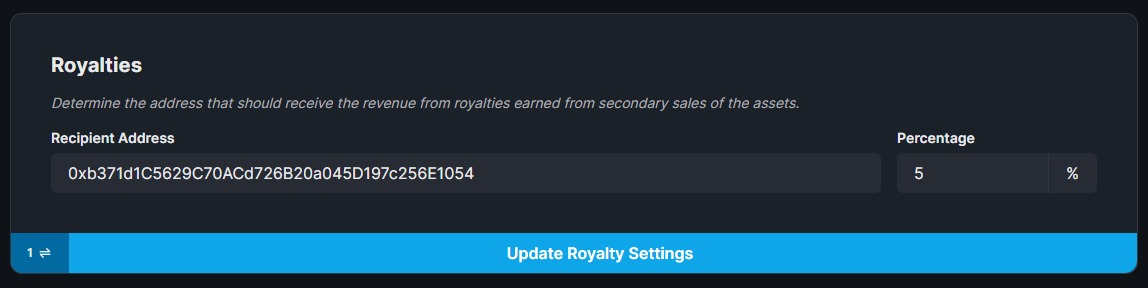 Royalties
Determine the address that should receive the revenue from royalties earned from secondary sales of the assets.
Recipient Address
Percentage
0xb371d1C5629C70ACd726B20a045D197c256E1054
5
%
1 ⇌
Update Royalty Settings